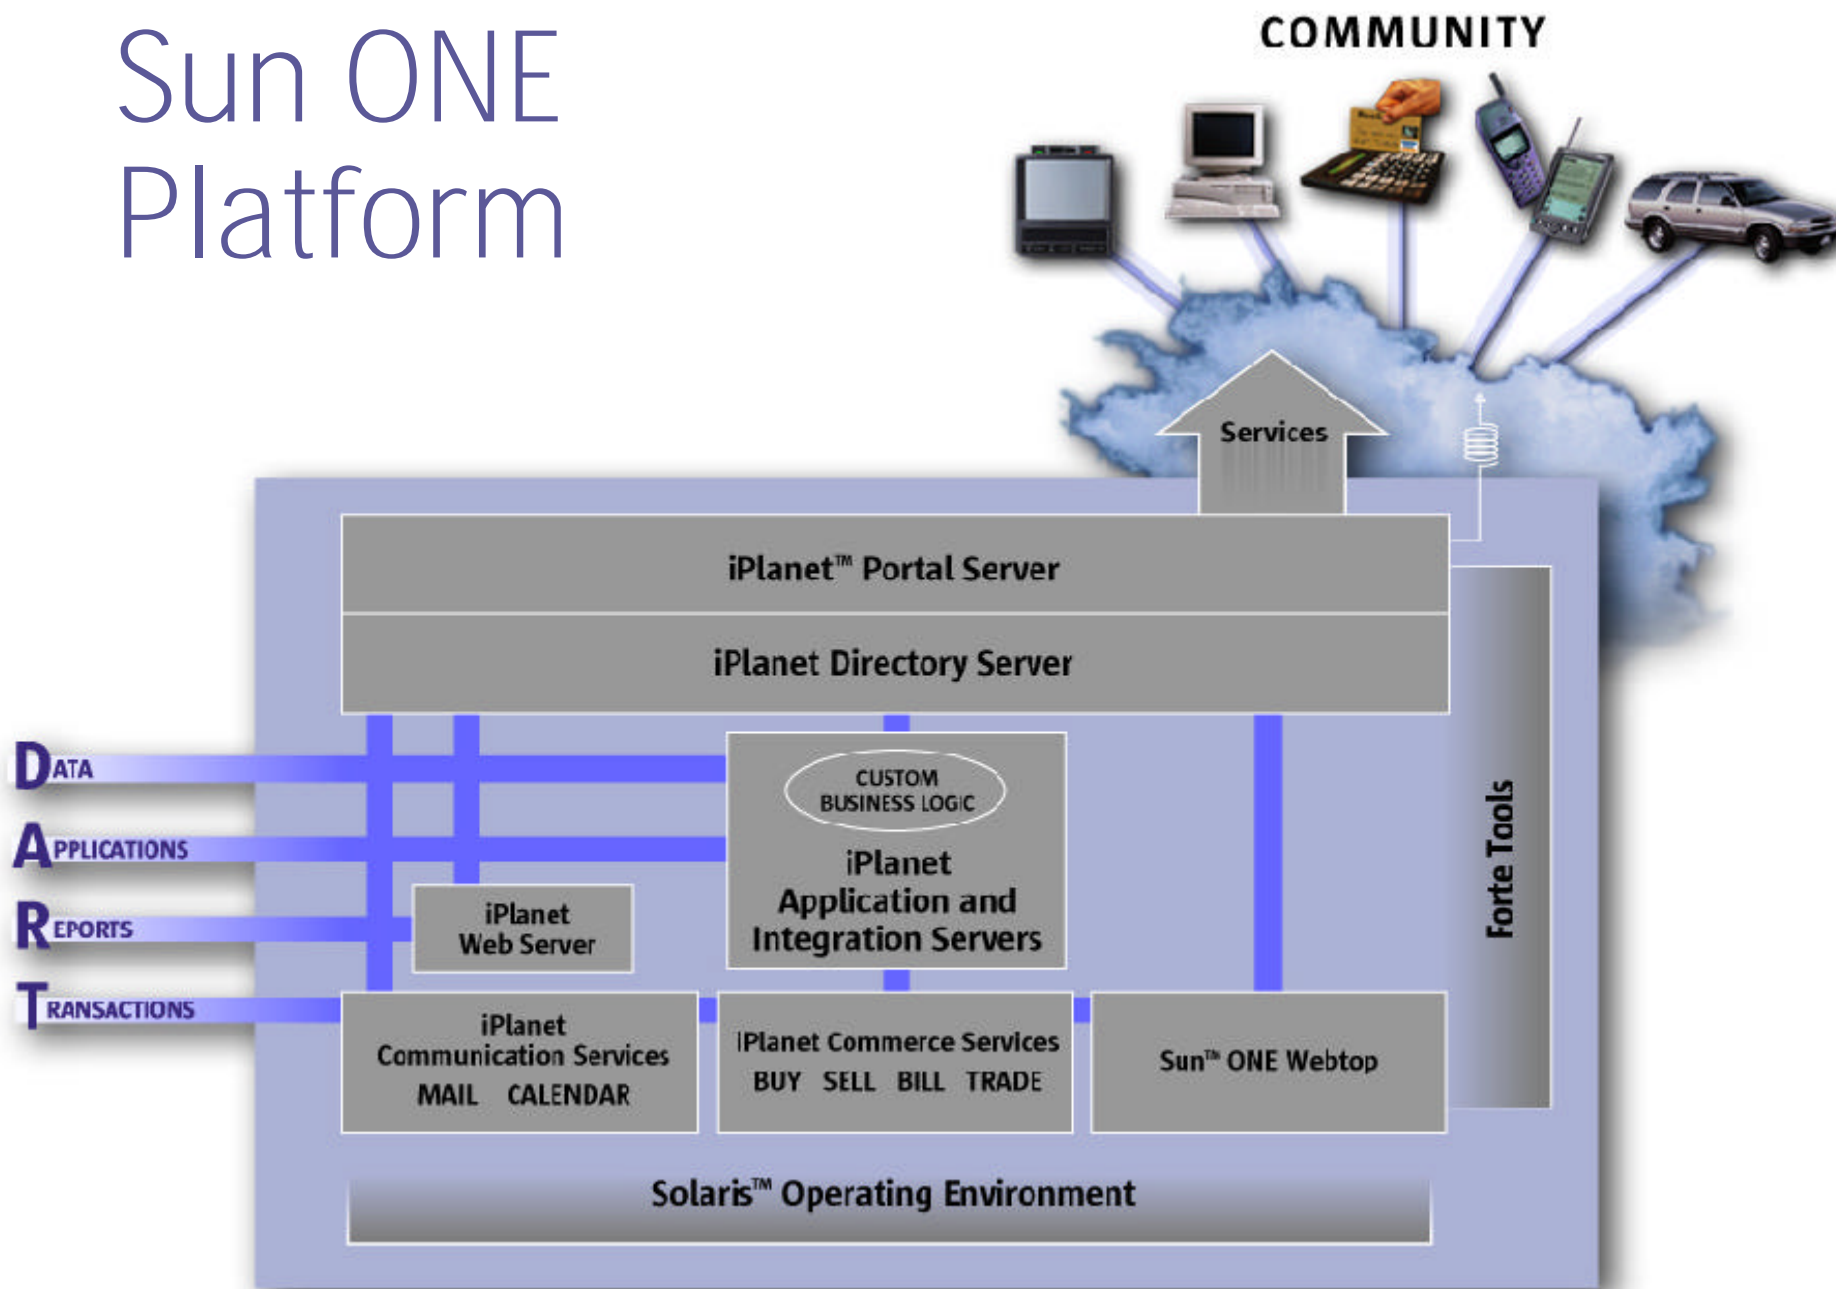 Sun ONE
Platform
COMMUNITY
Services
iPlanet™ Portal Server
iPlanet Directory Server
DATA
APPLICATIONS
REPORTS
TRANSACTIONS
CUSTOM
BUSINESS LOGIC
iPlanet
Application and
Integration Servers
iPlanet
Web Server
iPlanet
Communication Services
MAIL CALENDAR
iPlanet Commerce Services
BUY SELL BILL TRADE
Sun™ ONE Webtop
Forte Tools
Solaris™ Operating Environment